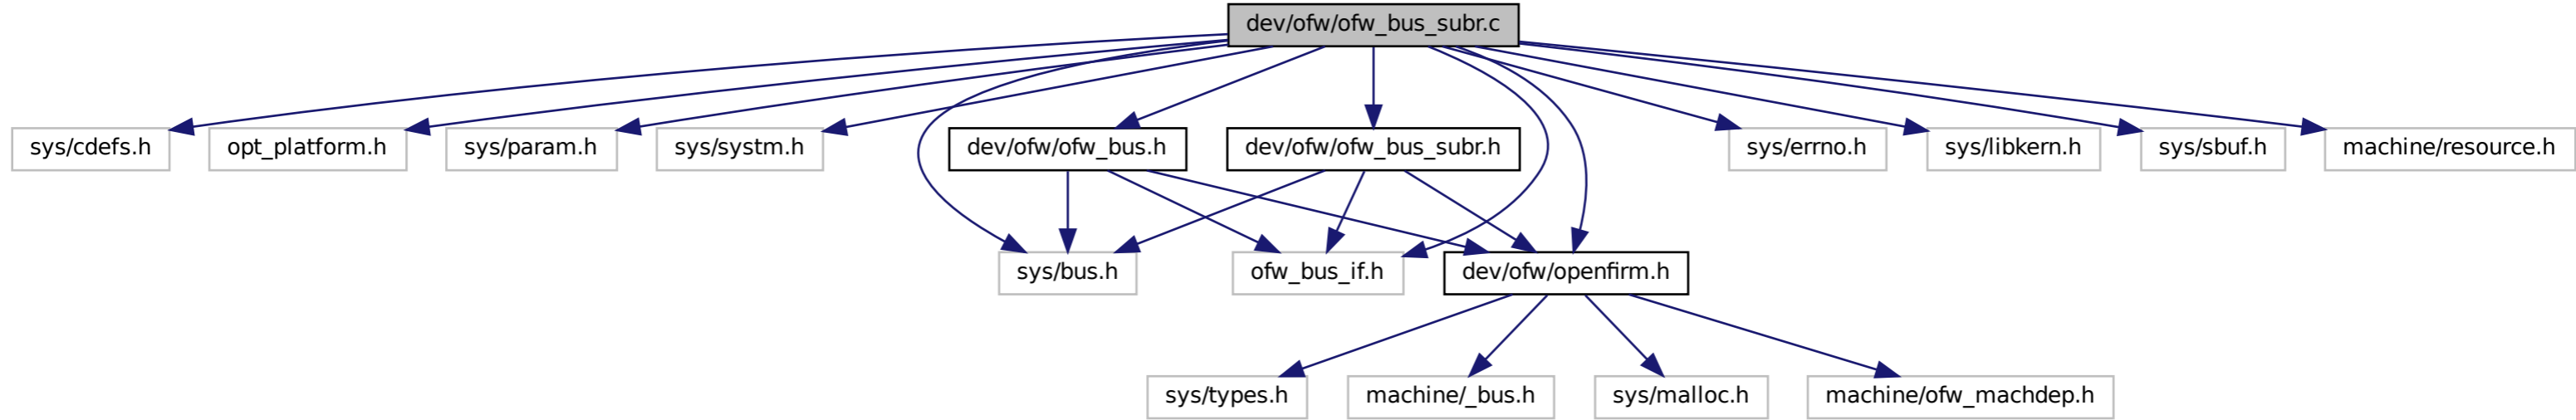 dev/ofw/ofw_bus_subr.c
sys/cdefs.h
opt_platform.h
sys/param.h
sys/systm.h
dev/ofw/ofw_bus.h
dev/ofw/ofw_bus_subr.h
sys/errno.h
sys/libkern.h
sys/sbuf.h
machine/resource.h
sys/bus.h
ofw_bus_if.h
dev/ofw/openfirm.h
sys/types.h
machine/_bus.h
sys/malloc.h
machine/ofw_machdep.h